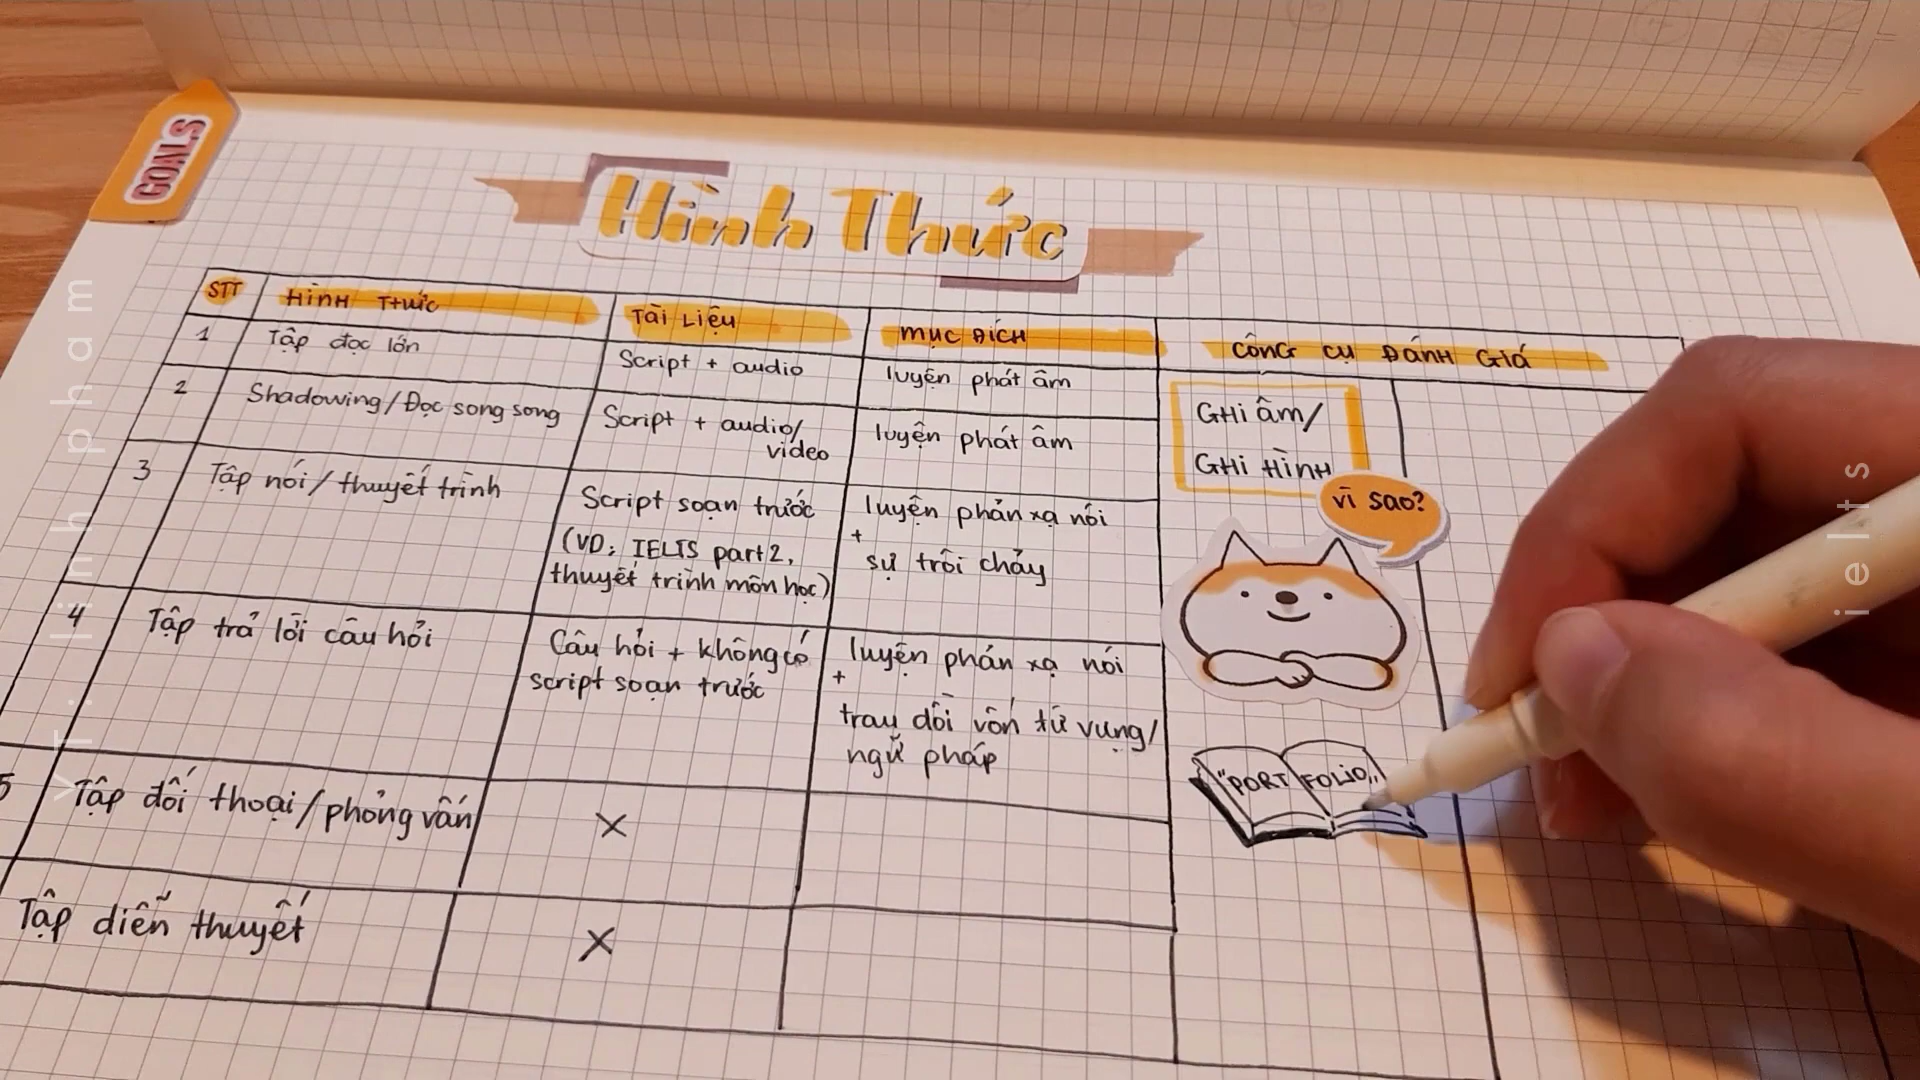 GOALS
Hình Thức
STT
HÌNH THỨC
TÀI LIỆU
MỤC ĐÍCH
CÔNG CỤ ĐÁNH GIÁ
1
Tập đọc lớn
Script + audio
luyện phát âm
2
Shadowing/Đọc song song
Script + audio/
video
luyện phát âm
GHI âm/
GHI HÌNH
vì sao?
3
Tập nói/thuyết trình
Script soạn trước
(VD: IELTS part 2,
thuyết trình môn học)
luyện phản xạ nói
+
sự trôi chảy
4
Tập trả lời câu hỏi
Câu hỏi + không có
script soạn trước
luyện phản xạ nói
+
trau dồi vốn từ vựng/
ngữ pháp
"PORT FOLIO"
5
Tập đối thoại/phỏng vấn
X
Tập diễn thuyết
X
YT: linh pham
ielts